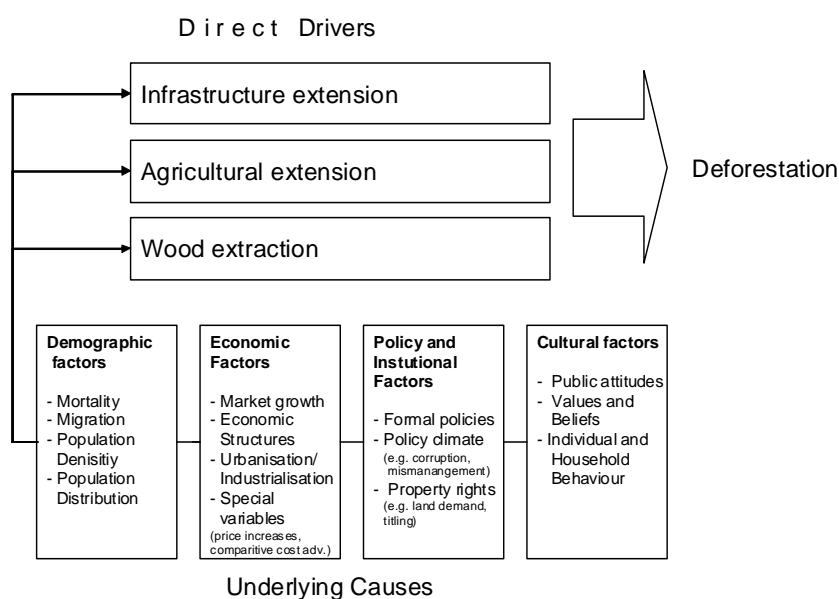 Direct Drivers
Infrastructure extension
Agricultural extension
Wood extraction
Deforestation
Demographic
factors
- Mortality
- Migration
- Population
Denisitiy
- Population
Distribution
Economic
Factors
- Market growth
- Economic
Structures
- Urbanisation/
Industrialisation
- Special
variables
(price increases,
comparitive cost adv.)
Policy and
Instutional
Factors
- Formal policies
- Policy climate
(e.g. corruption,
mismanangement)
- Property rights
(e.g. land demand,
titling)
Cultural factors
- Public attitudes
- Values and
Beliefs
- Individual and
Household
Behaviour
Underlying Causes